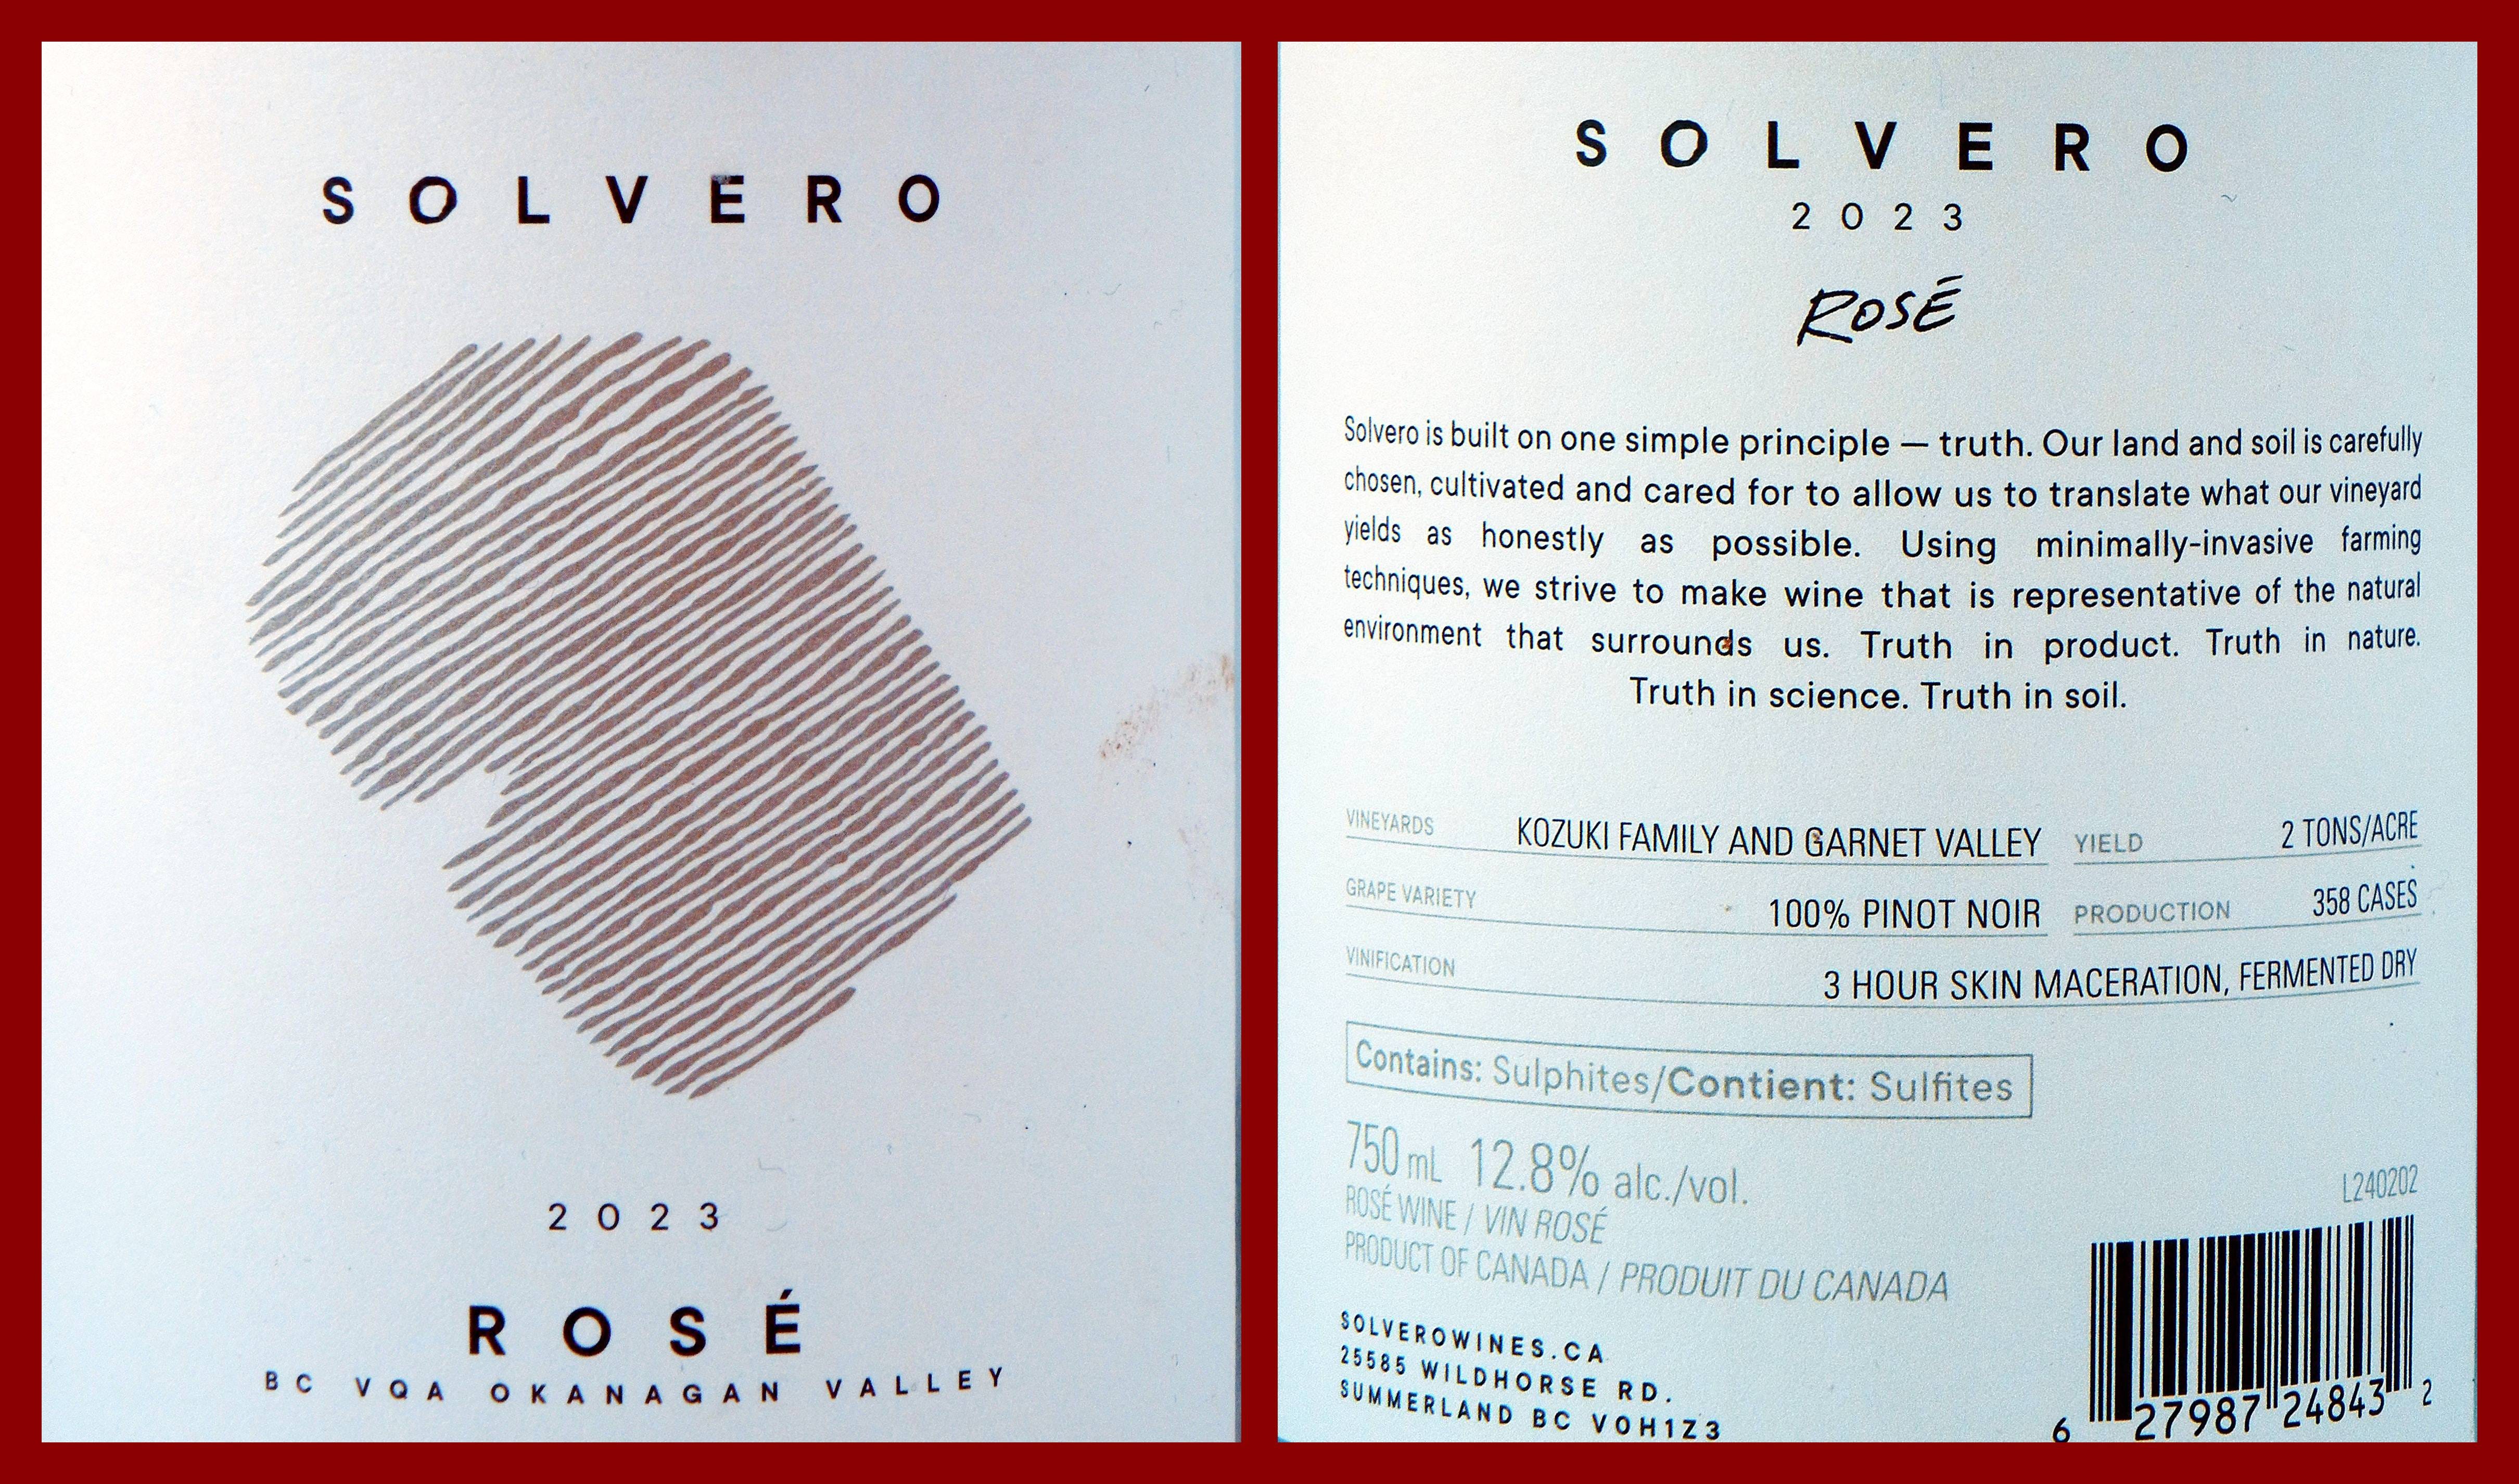 SOLVERO
2023
ROSÉ
BC VQA OKANAGAN VALLEY
SOLVERO
2023
ROSÉ
Solvero is built on one simple principle — truth. Our land and soil is carefully
chosen, cultivated and cared for to allow us to translate what our vineyard
yields as honestly as possible. Using minimally-invasive farming
techniques, we strive to make wine that is representative of the natural
environment that surrounds us. Truth in product. Truth in nature.
Truth in science. Truth in soil.
VINEYARDS KOZUKI FAMILY AND GARNET VALLEY YIELD 2 TONS/ACRE
GRAPE VARIETY 100% PINOT NOIR PRODUCTION 358 CASES
VINIFICATION 3 HOUR SKIN MACERATION, FERMENTED DRY
Contains: Sulphites/Contient: Sulfites
750 mL 12.8% alc./vol.
ROSÉ WINE / VIN ROSÉ
PRODUCT OF CANADA / PRODUIT DU CANADA
SOLVEROWINES.CA
25585 WILDHORSE RD.
SUMMERLAND BC V0H1Z3
L240202
6 27987 24843 2